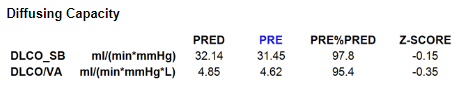 Diffusing Capacity
PRED PRE PRE%PRED Z-SCORE
DLCO_SB ml/(min*mmHg) 32.14 31.45 97.8 -0.15
DLCO/VA ml/(min*mmHg*L) 4.85 4.62 95.4 -0.35